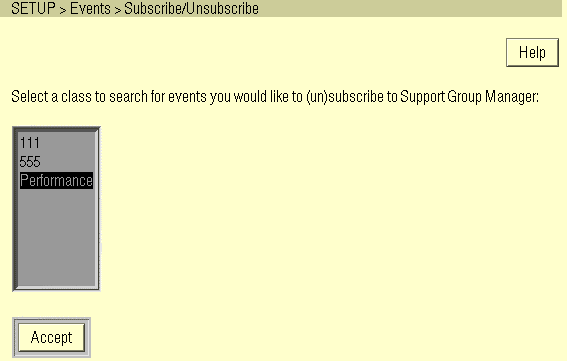 SETUP > Events > Subscribe/Unsubscribe
Help
Select a class to search for events you would like to (un)subscribe to Support Group Manager:
111
555
Performance
Accept